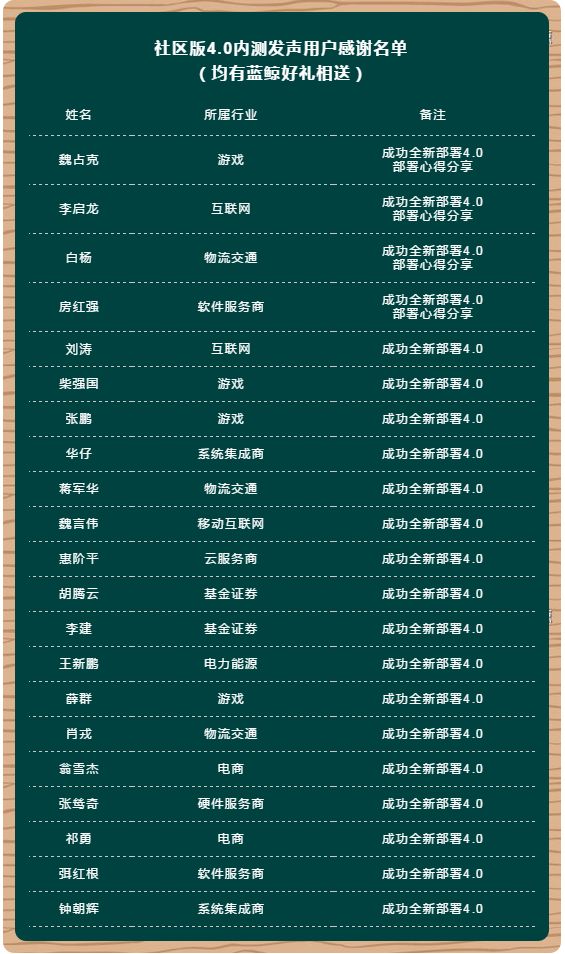 社区版4.0内测发声用户感谢名单
（均有蓝鲸好礼相送）
姓名 所属行业 备注
魏占克 游戏 成功全新部署4.0
部署心得分享
李启龙 互联网 成功全新部署4.0
部署心得分享
白杨 物流交通 成功全新部署4.0
部署心得分享
房红强 软件服务商 成功全新部署4.0
部署心得分享
刘涛 互联网 成功全新部署4.0
柴强国 游戏 成功全新部署4.0
张鹏 游戏 成功全新部署4.0
华仔 系统集成商 成功全新部署4.0
蒋军华 物流交通 成功全新部署4.0
魏言伟 移动互联网 成功全新部署4.0
惠阶平 云服务商 成功全新部署4.0
胡腾云 基金证券 成功全新部署4.0
李建 基金证券 成功全新部署4.0
王新鹏 电力能源 成功全新部署4.0
薛群 游戏 成功全新部署4.0
肖戎 物流交通 成功全新部署4.0
翁雪杰 电商 成功全新部署4.0
张莺奇 硬件服务商 成功全新部署4.0
祁勇 电商 成功全新部署4.0
弭红根 软件服务商 成功全新部署4.0
钟朝辉 系统集成商 成功全新部署4.0